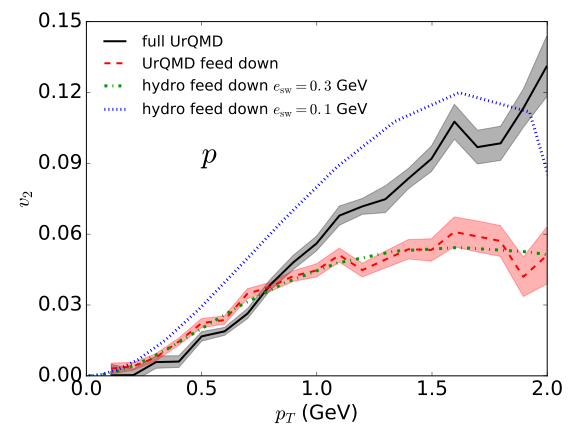 0.15
0.12
0.09
0.06
0.03
0.00
v₂
full UrQMD
UrQMD feed down
hydro feed down e_sw = 0.3 GeV
hydro feed down e_sw = 0.1 GeV
p
0.0 0.5 1.0 1.5 2.0
p_T (GeV)